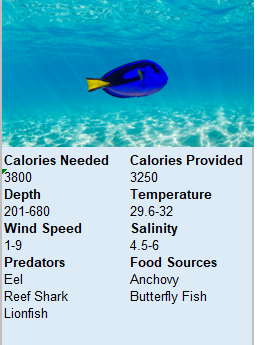 Calories Needed Calories Provided
3800 3250
Depth Temperature
201-680 29.6-32
Wind Speed Salinity
1-9 4.5-6
Predators Food Sources
Eel Anchovy
Reef Shark Butterfly Fish
Lionfish